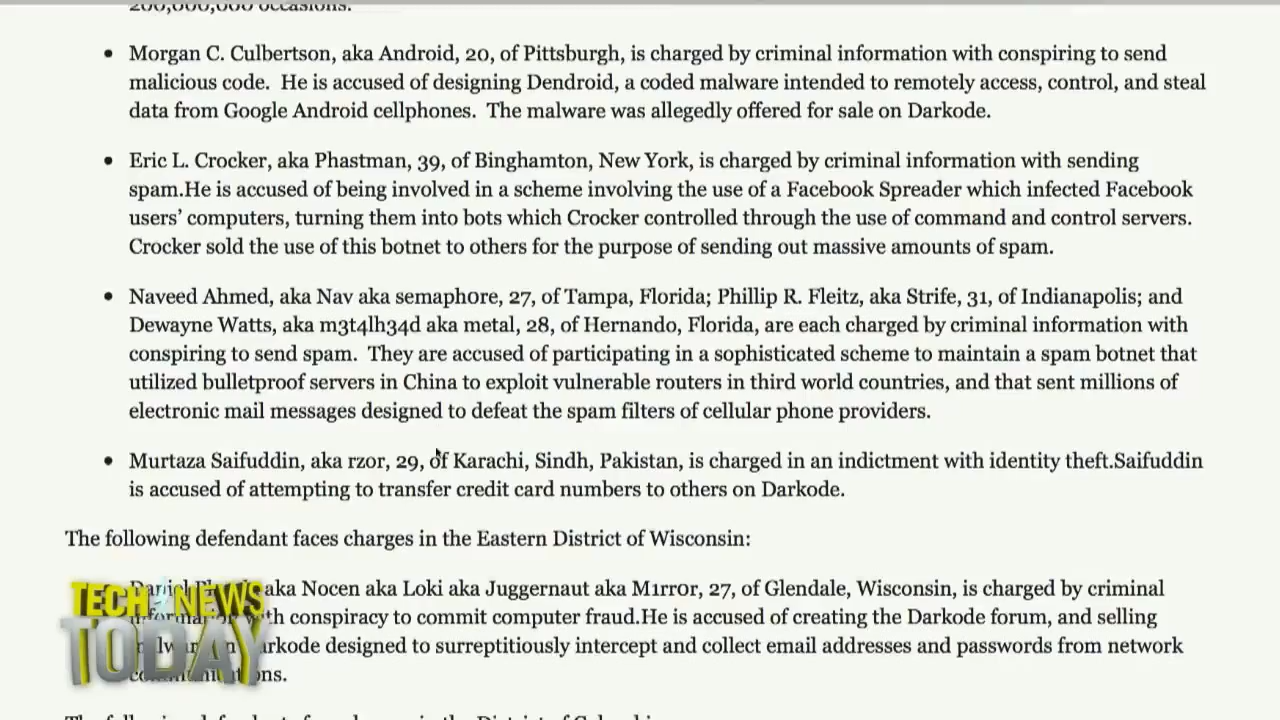 200,000,000 occasions.
• Morgan C. Culbertson, aka Android, 20, of Pittsburgh, is charged by criminal information with conspiring to send
malicious code.  He is accused of designing Dendroid, a coded malware intended to remotely access, control, and steal
data from Google Android cellphones.  The malware was allegedly offered for sale on Darkode.
• Eric L. Crocker, aka Phastman, 39, of Binghamton, New York, is charged by criminal information with sending
spam.He is accused of being involved in a scheme involving the use of a Facebook Spreader which infected Facebook
users’ computers, turning them into bots which Crocker controlled through the use of command and control servers.
Crocker sold the use of this botnet to others for the purpose of sending out massive amounts of spam.
• Naveed Ahmed, aka Nav aka semaph0re, 27, of Tampa, Florida; Phillip R. Fleitz, aka Strife, 31, of Indianapolis; and
Dewayne Watts, aka m3t4lh34d aka metal, 28, of Hernando, Florida, are each charged by criminal information with
conspiring to send spam.  They are accused of participating in a sophisticated scheme to maintain a spam botnet that
utilized bulletproof servers in China to exploit vulnerable routers in third world countries, and that sent millions of
electronic mail messages designed to defeat the spam filters of cellular phone providers.
• Murtaza Saifuddin, aka rzor, 29, of Karachi, Sindh, Pakistan, is charged in an indictment with identity theft.Saifuddin
is accused of attempting to transfer credit card numbers to others on Darkode.
The following defendant faces charges in the Eastern District of Wisconsin:
aka Nocen aka Loki aka Juggernaut aka M1rror, 27, of Glendale, Wisconsin, is charged by criminal
with conspiracy to commit computer fraud.He is accused of creating the Darkode forum, and selling
Darkode designed to surreptitiously intercept and collect email addresses and passwords from network
TECH NEWS
TODAY